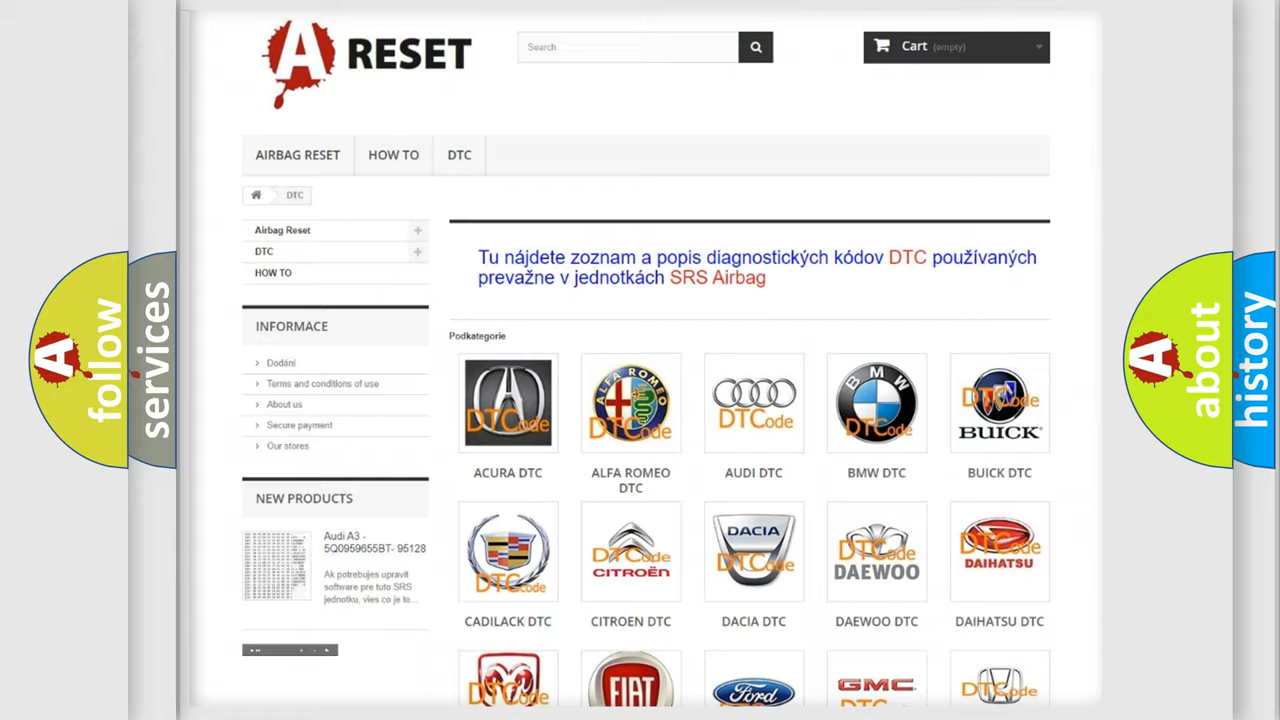 A RESET
Search
Cart (empty)
AIRBAG RESET
HOW TO
DTC
DTC
Airbag Reset
DTC
HOW TO
INFORMACE
Dodání
Terms and conditions of use
About us
Secure payment
Our stores
NEW PRODUCTS
Audi A3 -
5Q0959655BT- 95128
Ak potrebujes upravit
software pre tuto SRS
jednotku, vies co je to...
Tu nájdete zoznam a popis diagnostických kódov DTC používaných
prevažne v jednotkách SRS Airbag
Podkategorie
DTCode
ALFA ROMEO
DTCode
DTCode
BMW
DTCode
DTCode
BUICK
ACURA DTC
ALFA ROMEO
DTC
AUDI DTC
BMW DTC
BUICK DTC
DTCode
DTCode
CITROËN
DACIA
DTCode
DTCode
DAEWOO
DTCode
DAIHATSU
CADILACK DTC
CITROEN DTC
DACIA DTC
DAEWOO DTC
DAIHATSU DTC
DTCode
FIAT
Ford
GMC
DTCode
A follow
services
A about
history